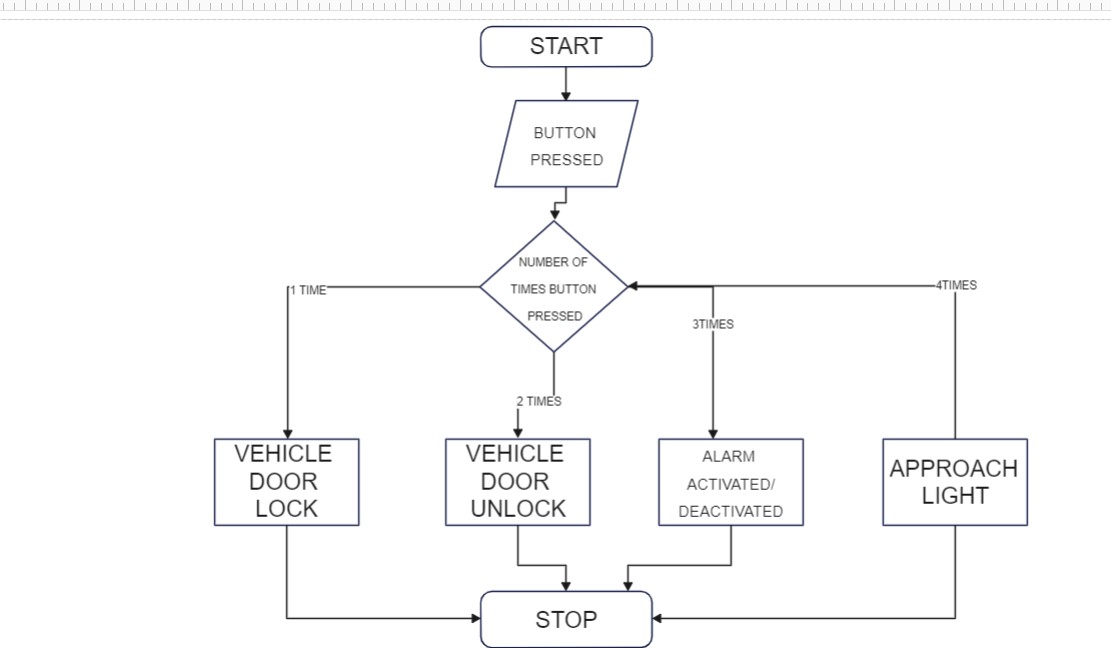 START
BUTTON
PRESSED
NUMBER OF
TIMES BUTTON
PRESSED
1 TIME
4TIMES
3TIMES
2 TIMES
VEHICLE
DOOR
LOCK
VEHICLE
DOOR
UNLOCK
ALARM
ACTIVATED/
DEACTIVATED
APPROACH
LIGHT
STOP